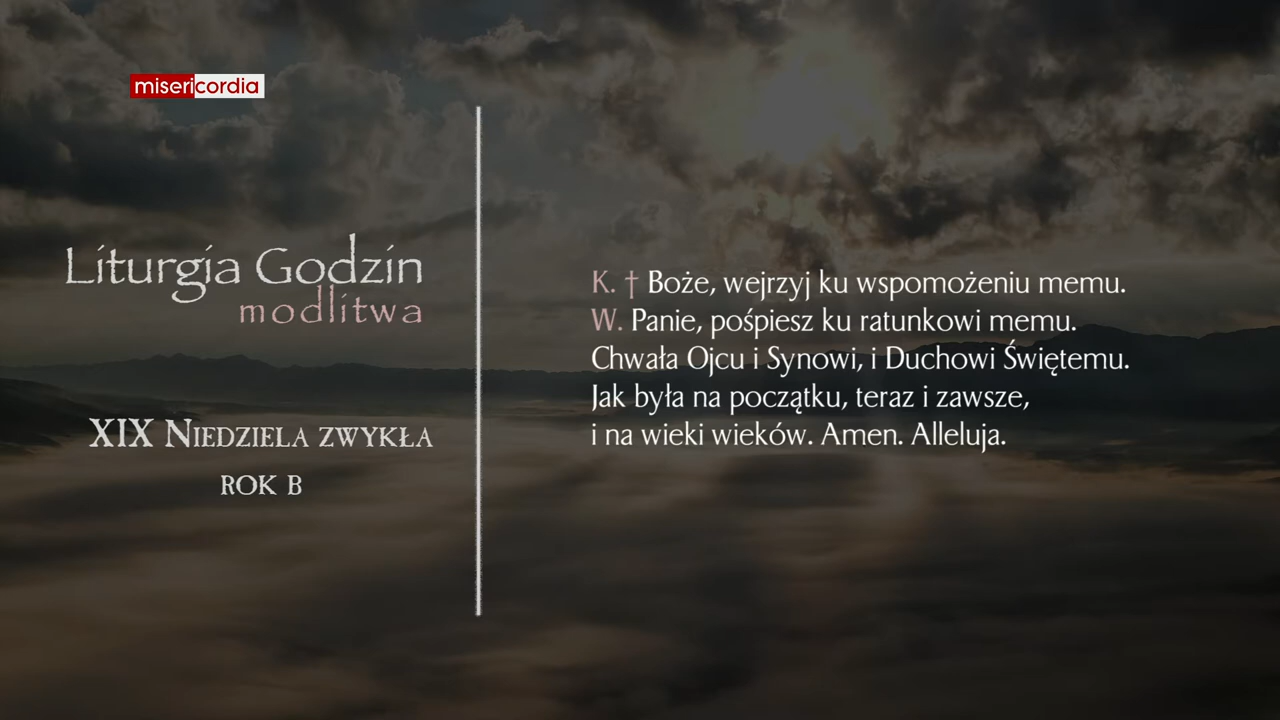 misericordia
Liturgia Godzin
modlitwa
XIX Niedziela zwykła
rok B
K. † Boże, wejrzyj ku wspomożeniu memu.
W. Panie, pośpiesz ku ratunkowi memu.
Chwała Ojcu i Synowi, i Duchowi Świętemu.
Jak była na początku, teraz i zawsze,
i na wieki wieków. Amen. Alleluja.